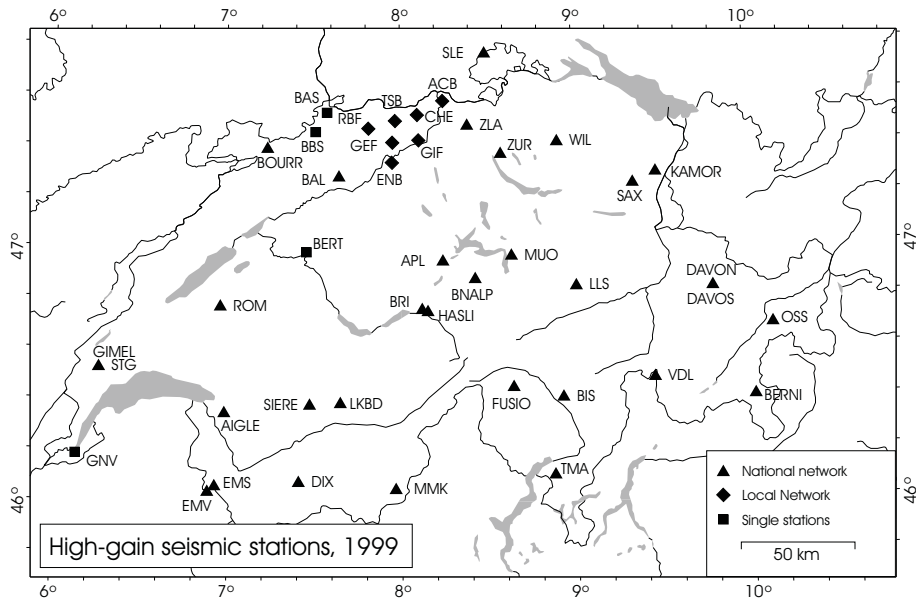 6° 7° 8° 9° 10°
SLE
ACB
BAS
TSB
RBF
CHE
ZLA
BBS
GEF
GIF
ZUR
WIL
BOURR
BAL
ENB
KAMOR
SAX
47°
47°
BERT
APL
MUO
BNALP
LLS
DAVON
DAVOS
ROM
BRI
HASLI
OSS
GIMEL
STG
VDL
SIERE
LKBD
FUSIO
BIS
BERNI
AIGLE
GNV
TMA
EMS
DIX
MMK
EMV
46°
46°
National network
Local Network
Single stations
50 km
High-gain seismic stations, 1999
6° 7° 8° 9° 10°